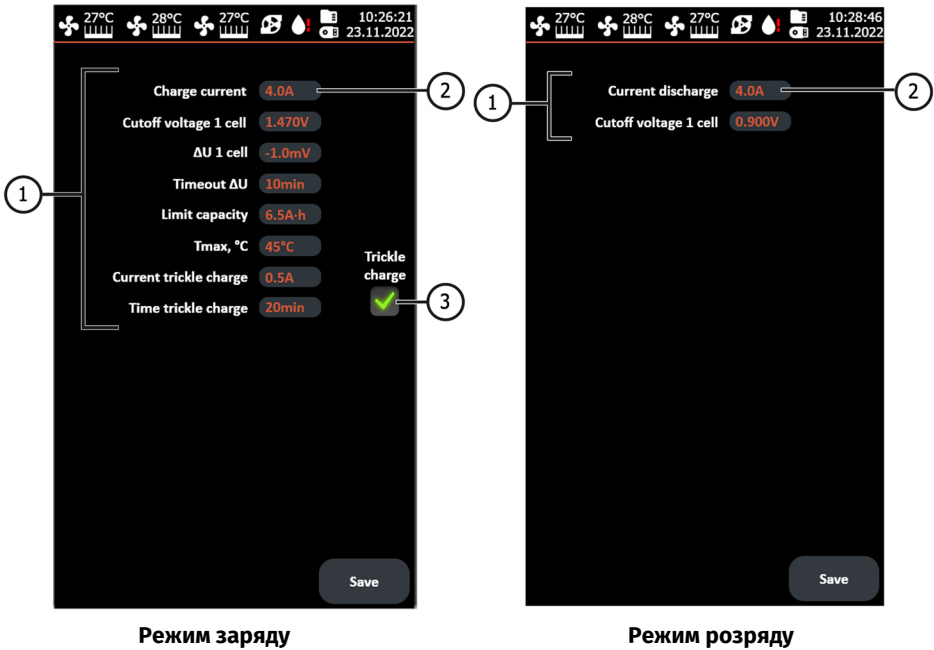 27°C 28°C 27°C 10:26:21
23.11.2022
Charge current 4.0A
Cutoff voltage 1 cell 1.470V
ΔU 1 cell -1.0mV
Timeout ΔU 10min
Limit capacity 6.5A·h
Tmax, °C 45°C
Current trickle charge 0.5A
Time trickle charge 20min
Trickle
charge
Save
1
2
3
Режим заряду
27°C 28°C 27°C 10:28:46
23.11.2022
Current discharge 4.0A
Cutoff voltage 1 cell 0.900V
Save
1
2
Режим розряду